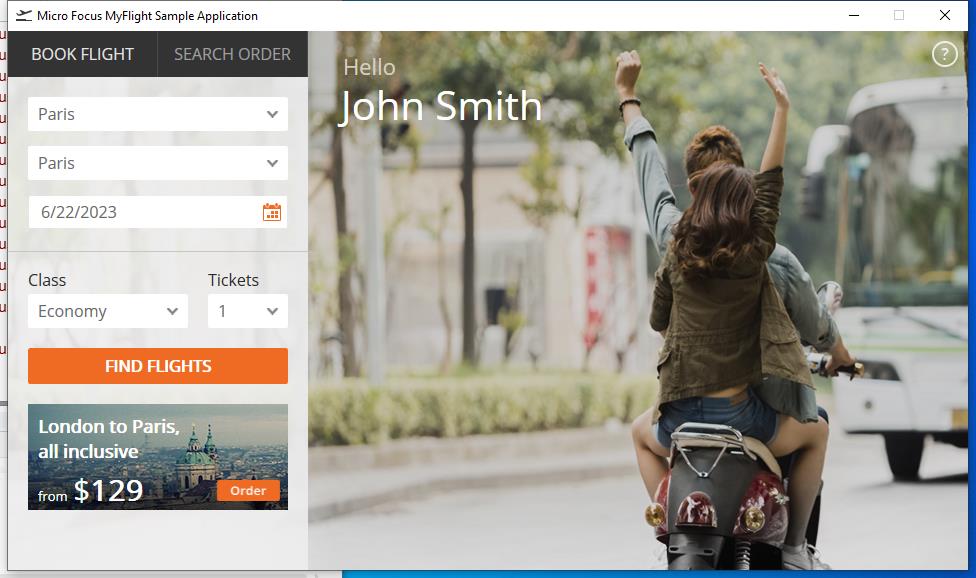 Micro Focus MyFlight Sample Application
BOOK FLIGHT
SEARCH ORDER
Hello
John Smith
?
Paris
Paris
6/22/2023
Class
Tickets
Economy
1
FIND FLIGHTS
London to Paris,
all inclusive
from $129
Order